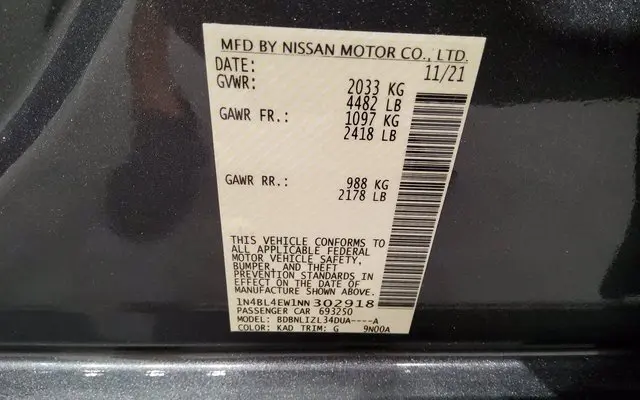 MFD BY NISSAN MOTOR CO., LTD.
DATE: 11/21
GVWR: 2033 KG
4482 LB
GAWR FR.: 1097 KG
2418 LB
GAWR RR.: 988 KG
2178 LB
THIS VEHICLE CONFORMS TO
ALL APPLICABLE FEDERAL
MOTOR VEHICLE SAFETY,
BUMPER, AND THEFT
PREVENTION STANDARDS IN
EFFECT ON THE DATE OF
MANUFACTURE SHOWN ABOVE.
1N4BL4EW1NN302918
PASSENGER CAR 693250
MODEL: BDBNLIZL34DUA----A
COLOR: KAD TRIM: G 9N00A